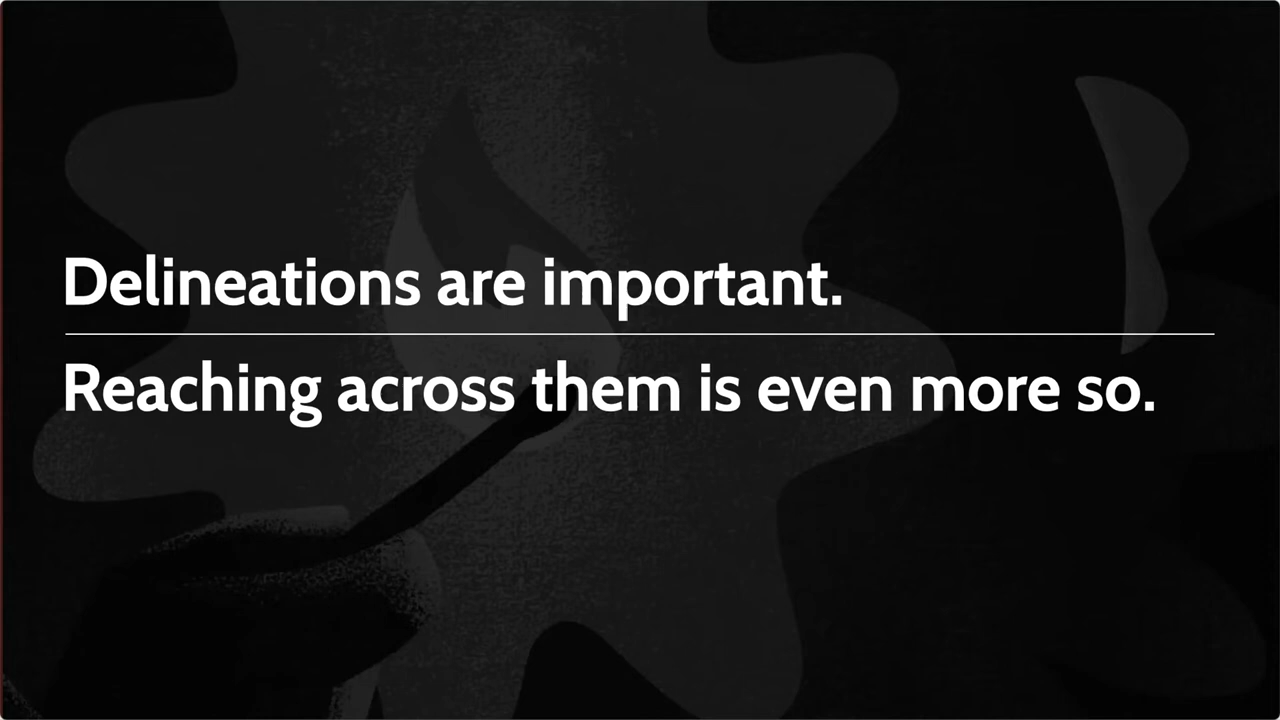 Delineations are important.
Reaching across them is even more so.